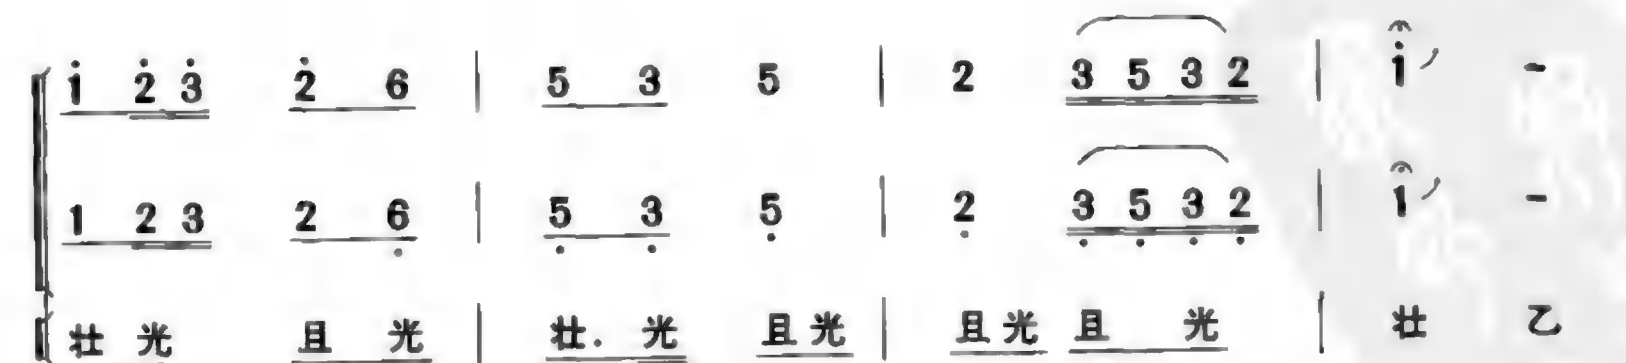 i̇ 2̇ 3̇ 2̇ 6 | 5 3 5 | 2 3 5 3 2 | i̇ -
1 2 3 2 6̣ | 5̣ 3̣ 5̣ | 2̣ 3̣ 5̣ 3̣ 2̣ | 1 -
壮 光 且 光 | 壮. 光 且 光 | 且 光 且 光 | 壮 乙